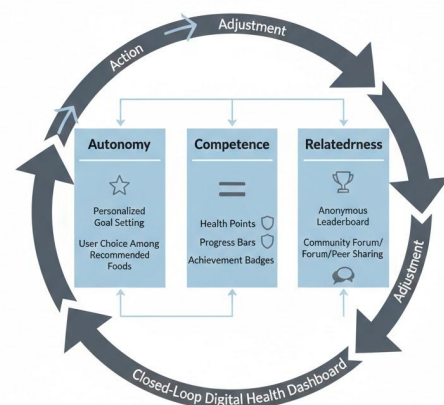 Action
Adjustment
Autonomy
Personalized
Goal Setting
User Choice Among
Recommended
Foods
Competence
Health Points
Progress Bars
Achievement Badges
Relatedrness
Anonymous
Leaderboard
Community Forum/
Forum/Peer Sharing
Adjustment
Closed-Loop Digital Health Dashboard